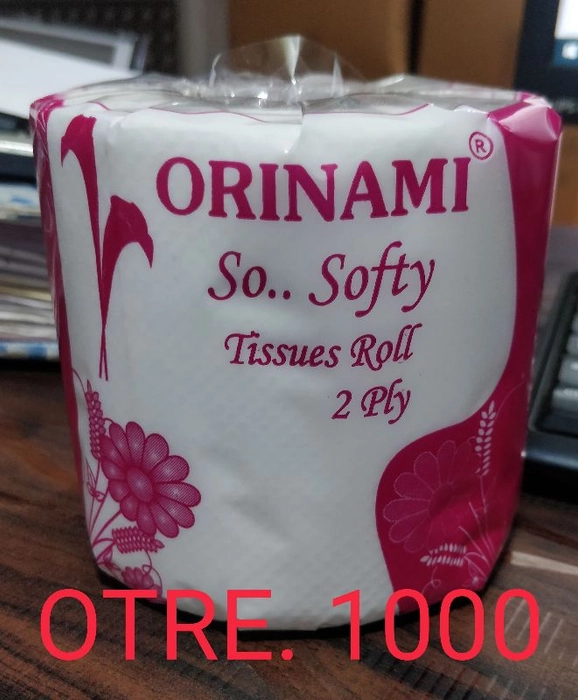 ORINAMI®
So.. Softy
Tissues Roll
2 Ply
OTRE. 1000